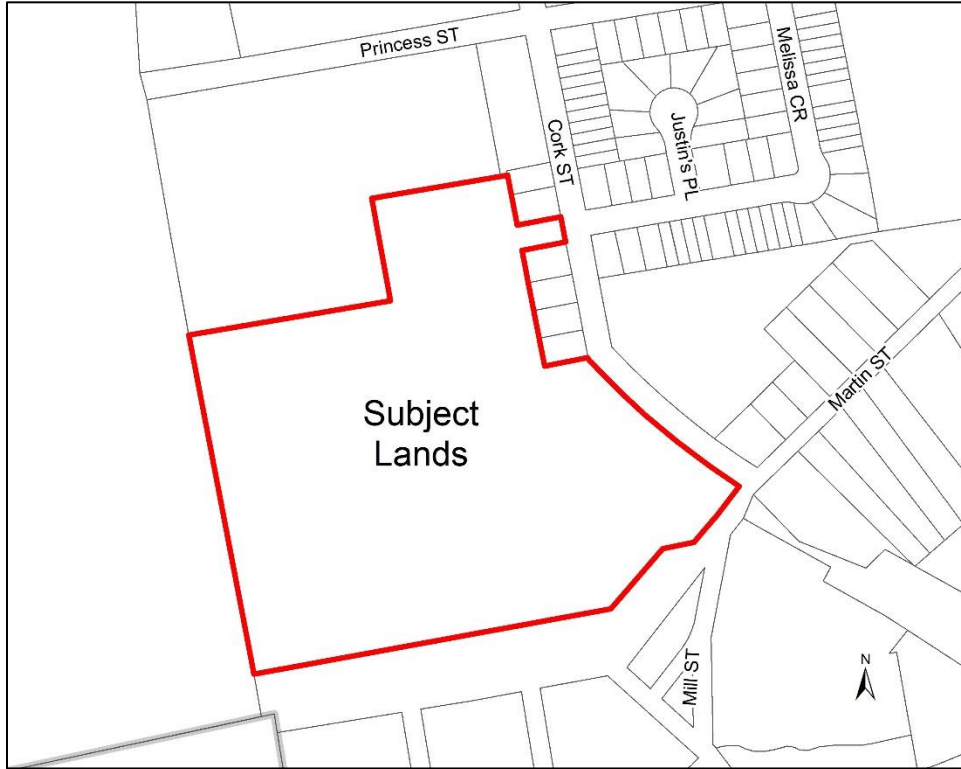 Princess ST
Melissa CR
Cork ST
Justin's PL
Martin ST
Subject
Lands
Mill ST
N